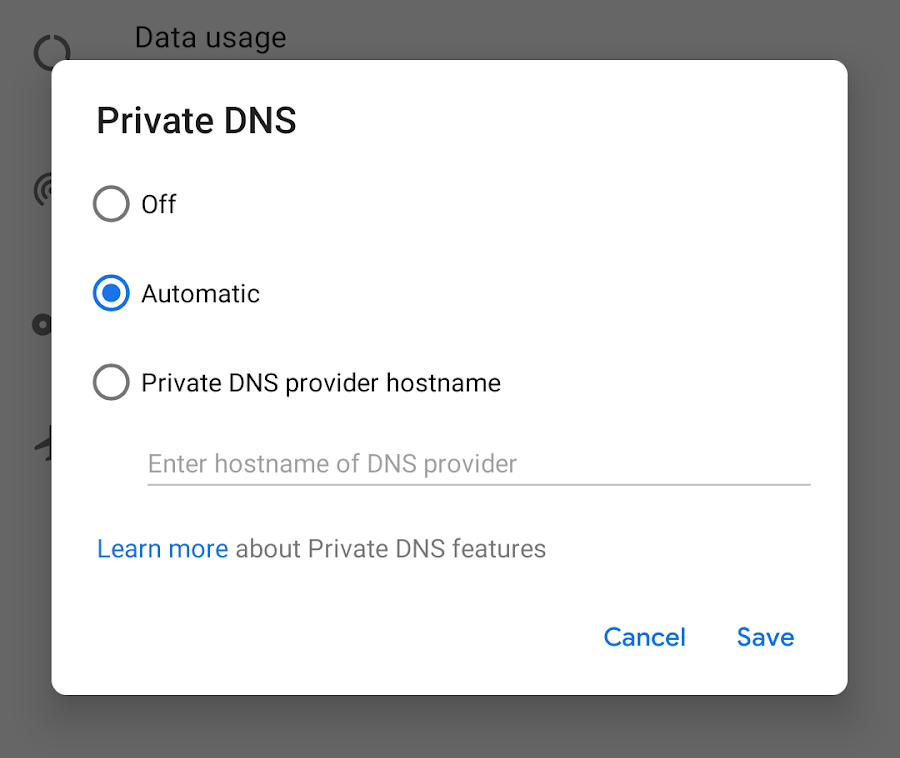 Data usage
Private DNS
Off
Automatic
Private DNS provider hostname
Enter hostname of DNS provider
Learn more about Private DNS features
Cancel Save